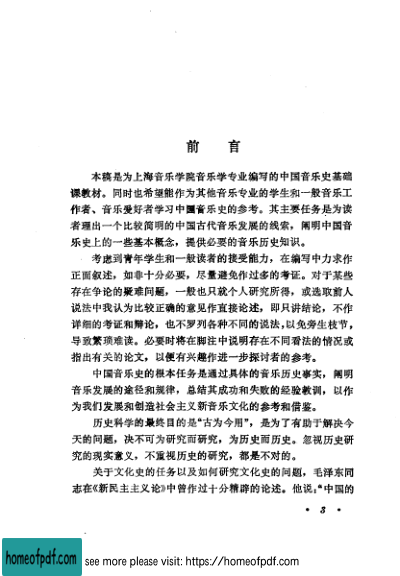 前 言
本稿是为上海音乐学院音乐学专业编写的中国音乐史基础
课教材。同时也希望能作为其他音乐专业的学生和一般音乐工
作者、音乐爱好者学习中国音乐史的参考。其主要任务是为读
者理出一个比较简明的中国古代音乐发展的线索，阐明中国音
乐史上的一些基本概念，提供必要的音乐历史知识。
考虑到青年学生和一般读者的接受能力，在编写中力求作
正面叙述，如非十分必要，尽量避免作过多的考证。对于某些
存在争论的疑难问题，一般也只就个人研究所得，或选取前人
说法中我认为比较正确的意见作直接论述，即只讲结论，不作
详细的考证和辩论，也不罗列各种不同的说法，以免旁生枝节，
导致繁琐难读。必要时将在脚注中说明存在不同看法的情况或
指出有关的论文，以便有兴趣作进一步探讨者的参考。
中国音乐史的根本任务是通过具体的音乐历史事实，阐明
音乐发展的途径和规律，总结其成功和失败的经验教训，以作
为我们发展和创造社会主义新音乐文化的参考和借鉴。
历史科学的最终目的是“古为今用”，是为了有助于解决今
天的问题，决不可为研究而研究，为历史而历史。忽视历史研
究的现实意义，不重视历史的研究，都是不对的。
关于文化史的任务以及如何研究文化史的问题，毛泽东同
志在《新民主主义论》中曾作过十分精辟的论述。他说：“中国的
· 3 ·
homeofpdf.com
see more please visit: https://homeofpdf.com